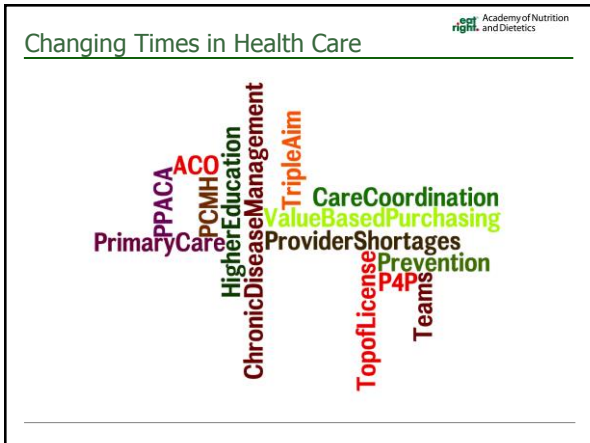 Changing Times in Health Care
eat right. Academy of Nutrition and Dietetics
ACO
PPACA
PCMH
HigherEducation
ChronicDiseaseManagement
TripleAim
CareCoordination
ValueBasedPurchasing
PrimaryCare
ProviderShortages
Prevention
P4P
TopofLicense
Teams